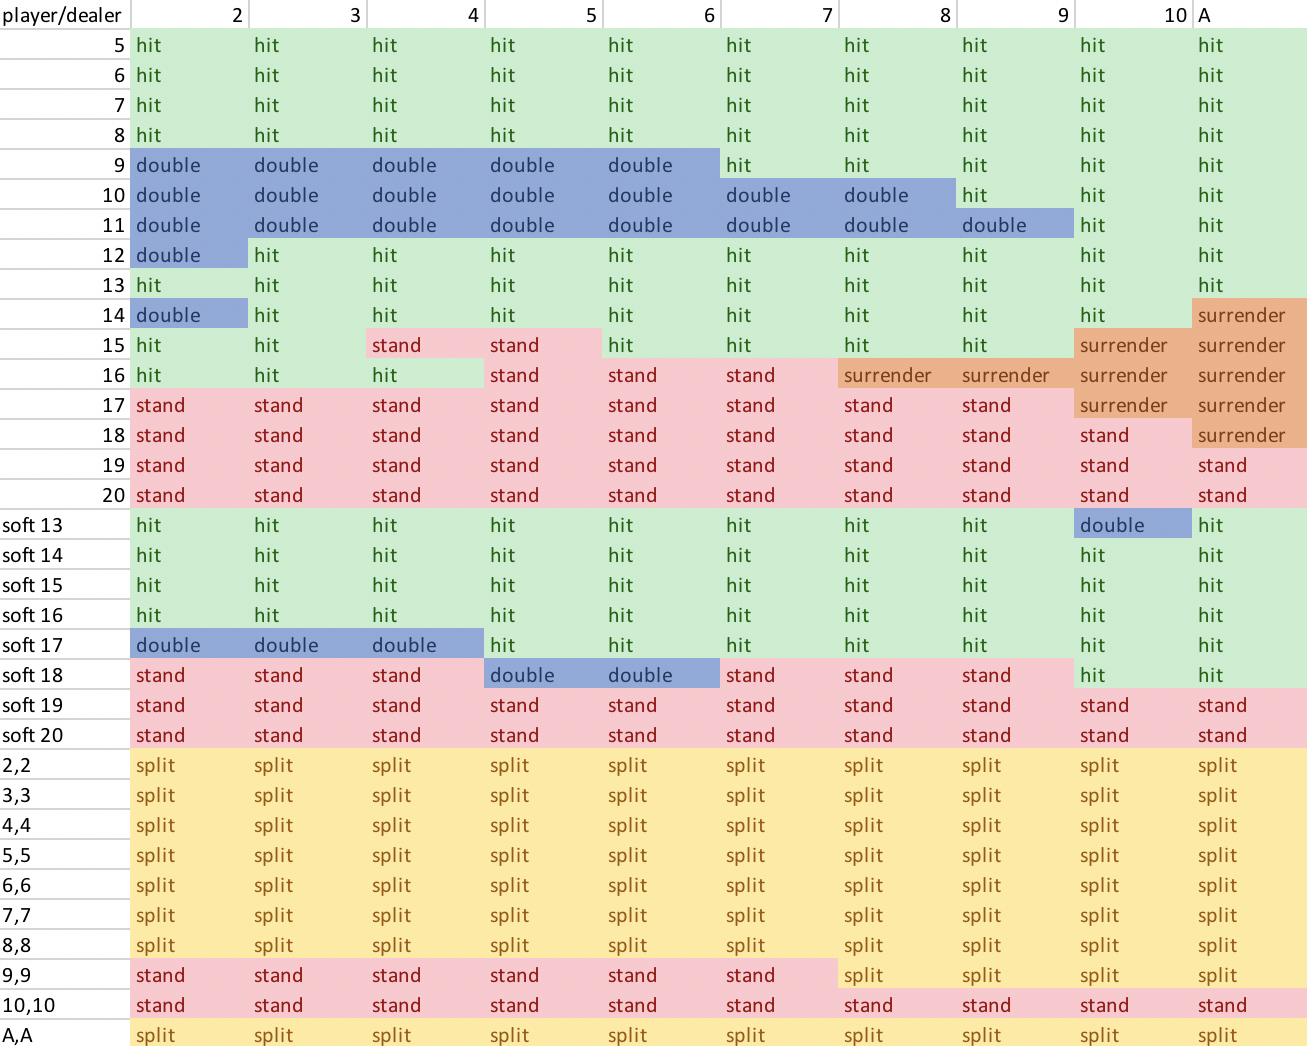 player/dealer 2 3 4 5 6 7 8 9 10 A
5 hit hit hit hit hit hit hit hit hit hit
6 hit hit hit hit hit hit hit hit hit hit
7 hit hit hit hit hit hit hit hit hit hit
8 hit hit hit hit hit hit hit hit hit hit
9 double double double double double hit hit hit hit hit
10 double double double double double double double hit hit hit
11 double double double double double double double double hit hit
12 double hit hit hit hit hit hit hit hit hit
13 hit hit hit hit hit hit hit hit hit hit
14 double hit hit hit hit hit hit hit hit surrender
15 hit hit stand stand hit hit hit hit surrender surrender
16 hit hit hit stand stand stand surrender surrender surrender surrender
17 stand stand stand stand stand stand stand stand surrender surrender
18 stand stand stand stand stand stand stand stand stand surrender
19 stand stand stand stand stand stand stand stand stand stand
20 stand stand stand stand stand stand stand stand stand stand
soft 13 hit hit hit hit hit hit hit hit double hit
soft 14 hit hit hit hit hit hit hit hit hit hit
soft 15 hit hit hit hit hit hit hit hit hit hit
soft 16 hit hit hit hit hit hit hit hit hit hit
soft 17 double double double hit hit hit hit hit hit hit
soft 18 stand stand stand double double stand stand stand hit hit
soft 19 stand stand stand stand stand stand stand stand stand stand
soft 20 stand stand stand stand stand stand stand stand stand stand
2,2 split split split split split split split split split split
3,3 split split split split split split split split split split
4,4 split split split split split split split split split split
5,5 split split split split split split split split split split
6,6 split split split split split split split split split split
7,7 split split split split split split split split split split
8,8 split split split split split split split split split split
9,9 stand stand stand stand stand stand split split split split
10,10 stand stand stand stand stand stand stand stand stand stand
A,A split split split split split split split split split split